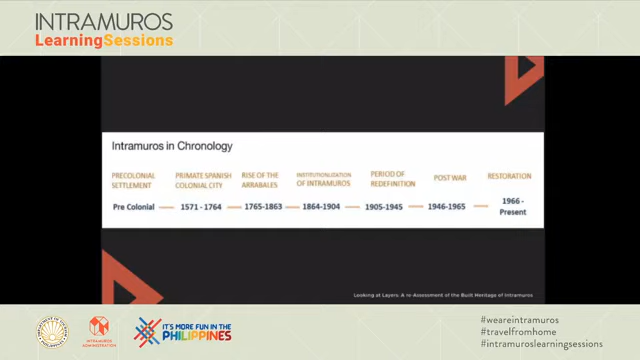 INTRAMUROS
LearningSessions
Intramuros in Chronology
PRECOLONIAL
SETTLEMENT
PRIMATE SPANISH
COLONIAL CITY
RISE OF THE
ARRABALES
INSTITUTIONALIZATION
OF INTRAMUROS
PERIOD OF
REDEFINITION
POST WAR
RESTORATION
Pre Colonial
1571 - 1764
1765-1863
1864-1904
1905-1945
1946-1965
1966 -
Present
Looking at Layers: A re-Assessment of the Built Heritage of Intramuros
INTRAMUROS
ADMINISTRATION
IT'S MORE FUN IN THE
PHILIPPINES
#weareintramuros
#travelfromhome
#intramuroslearningsessions